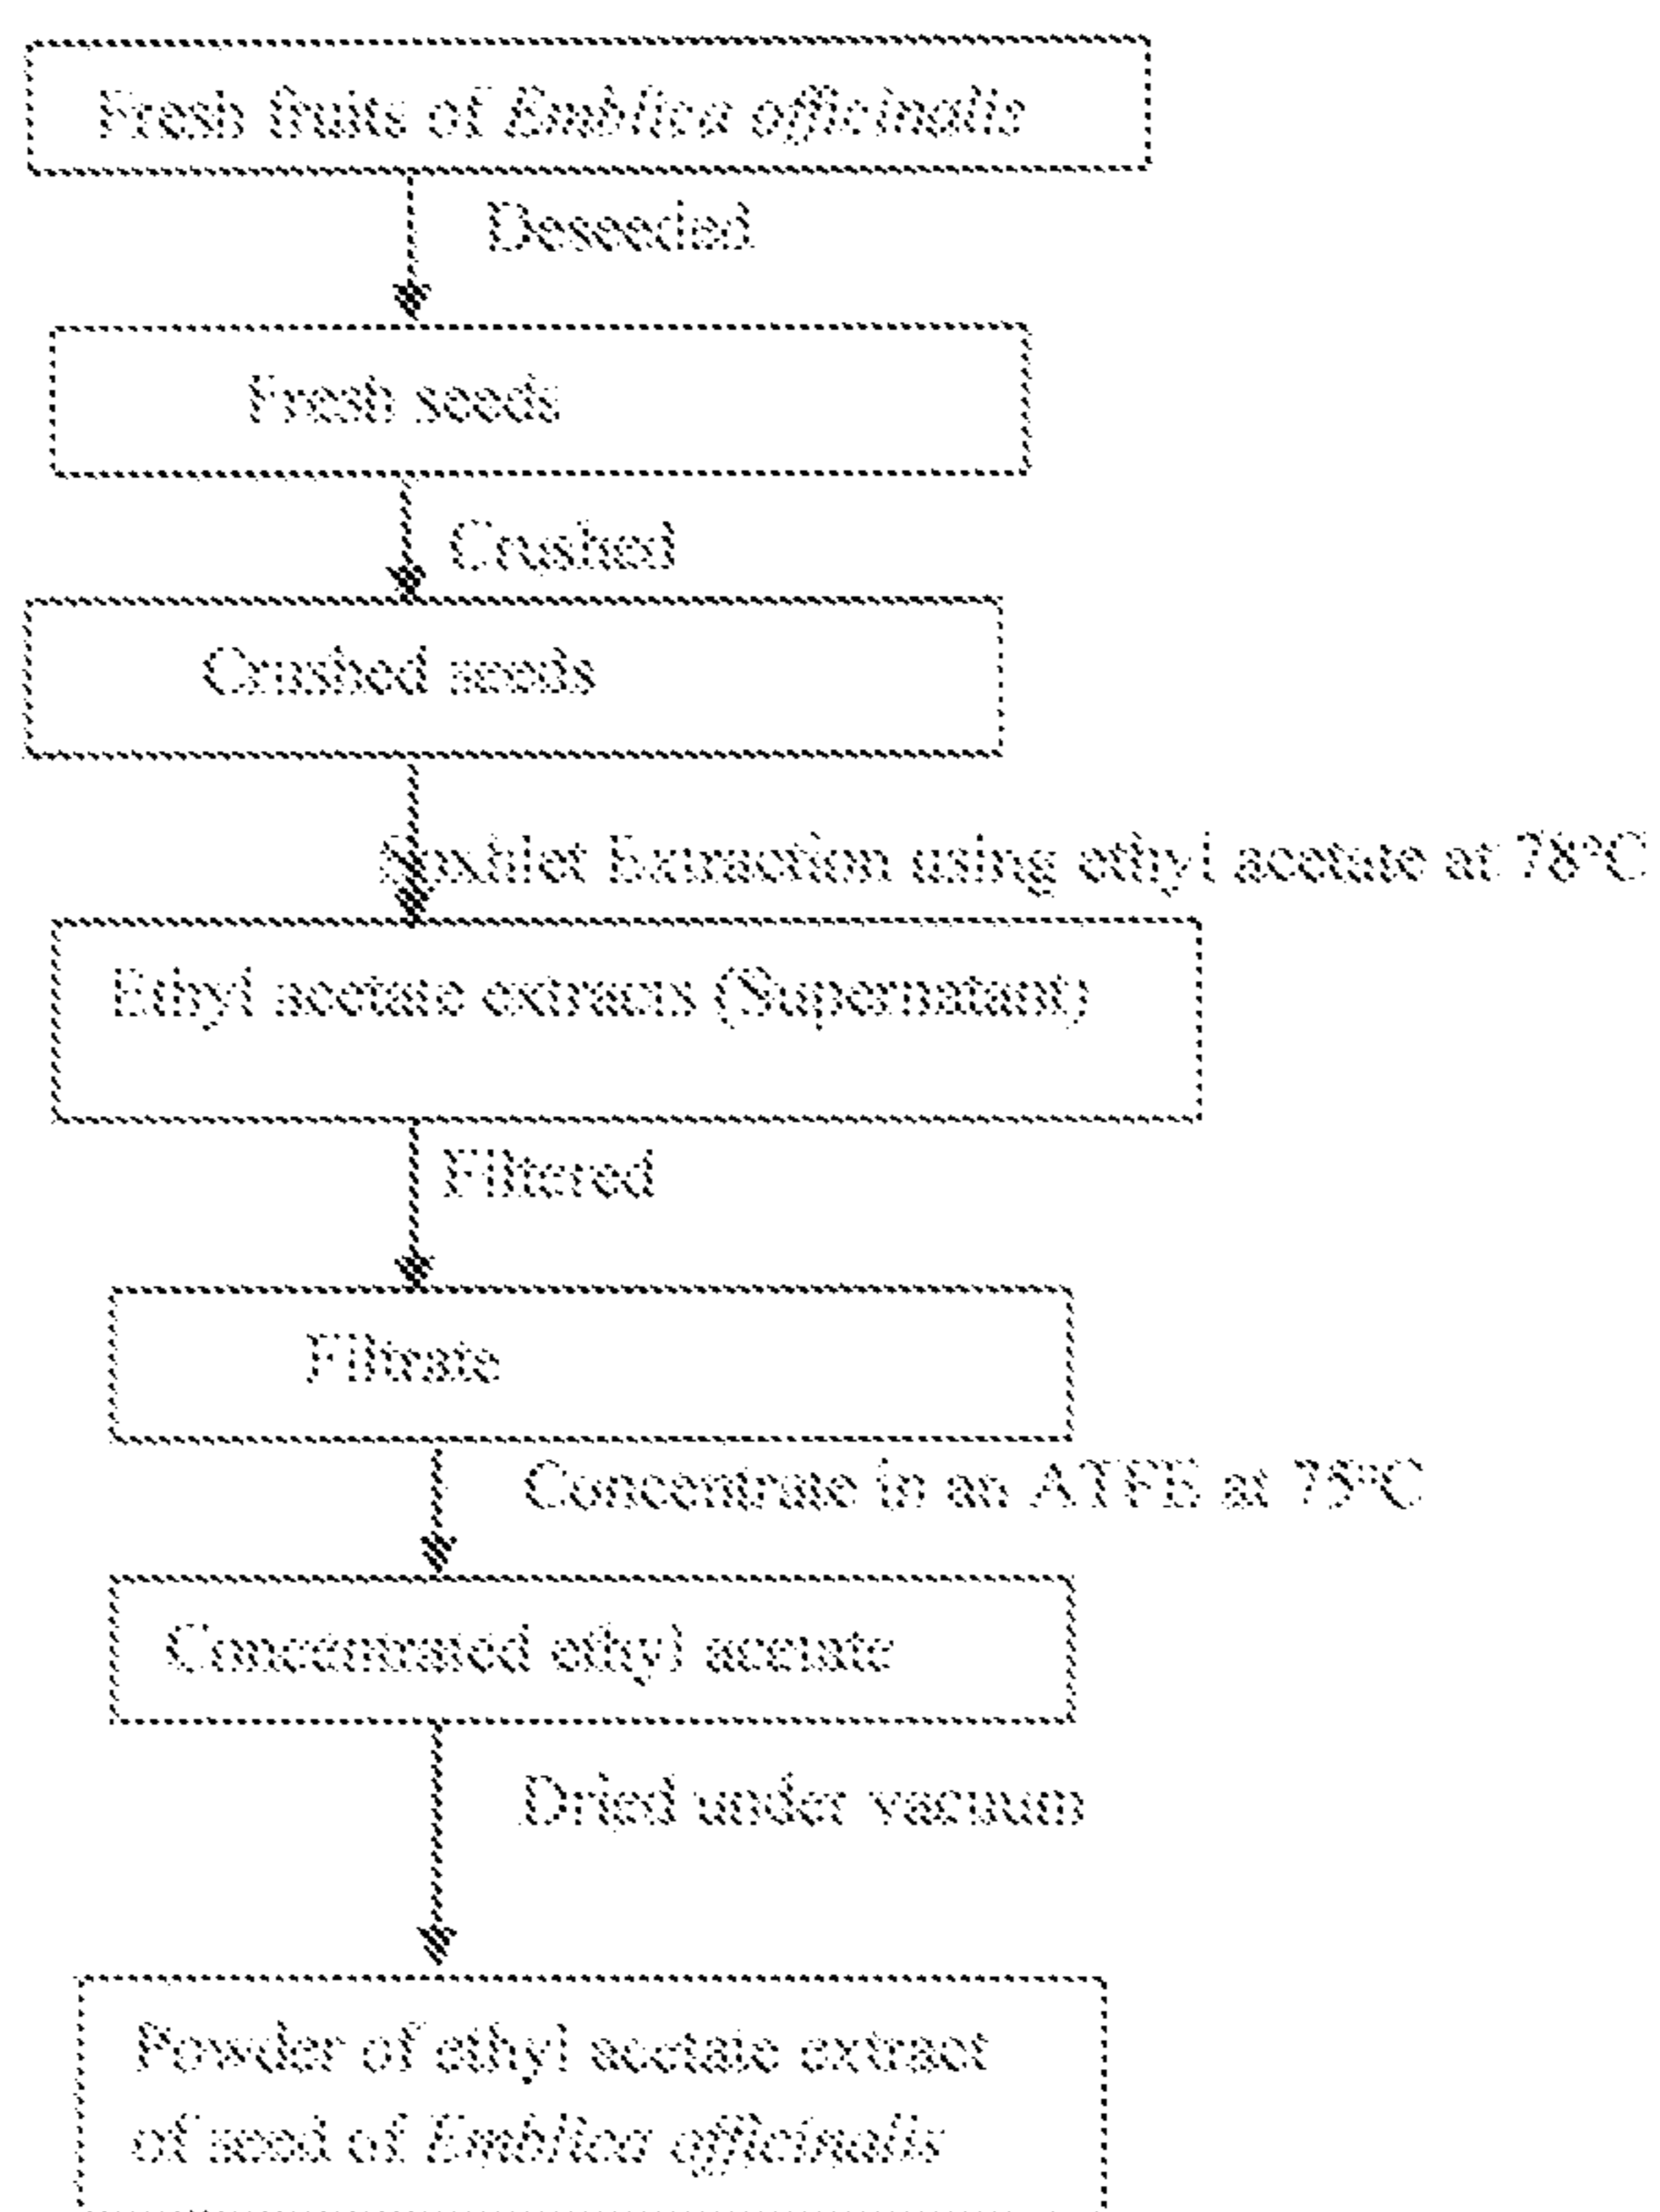 Fresh fruits of Emblica officinalis
Deseeded
Fresh seeds
Crushed
Crushed seeds
Soxhlet Extraction using ethyl acetate at 78°C
Ethyl acetate extracts (Supernatant)
Filtered
Filtrate
Concentrate in an ATFE at 75°C
Concentrated ethyl acetate
Dried under vacuum
Powder of ethyl acetate extract
of seed of Emblica officinalis